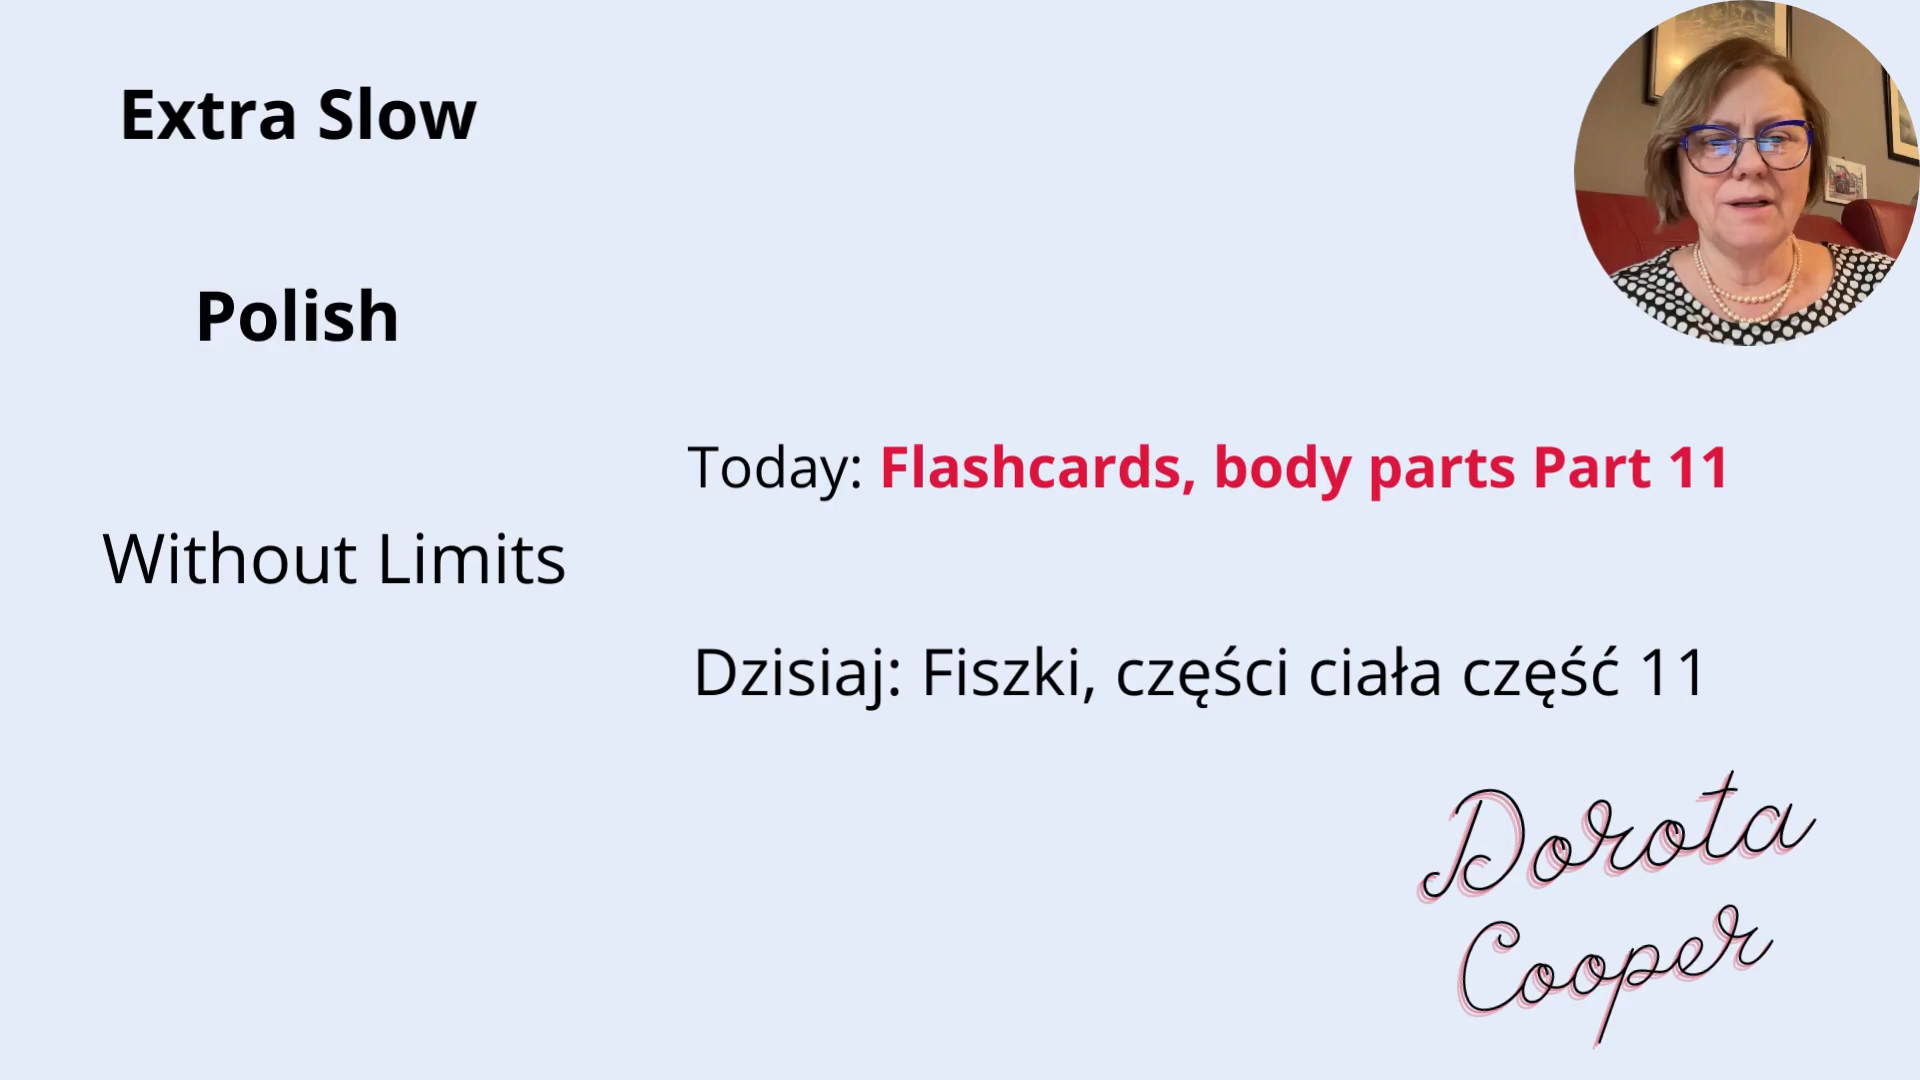 Extra Slow
Polish
Without Limits
Today: Flashcards, body parts Part 11
Dzisiaj: Fiszki, części ciała część 11
Dorota
Cooper